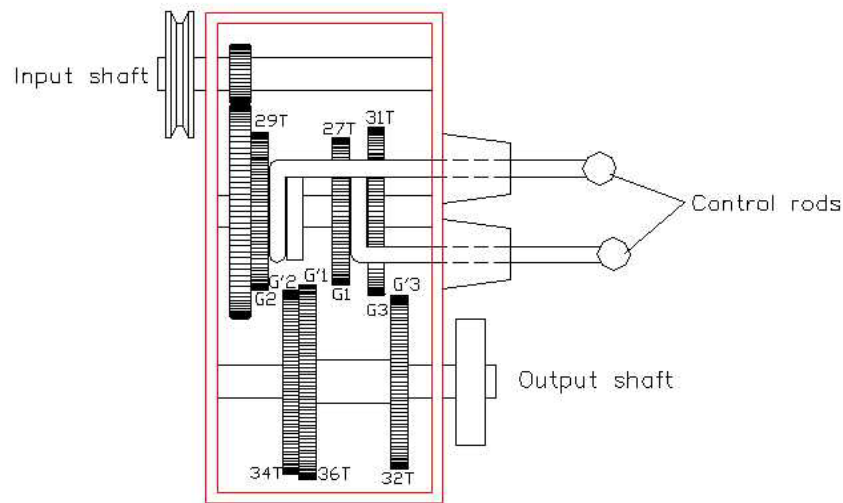 Input shaft
29T
27T
31T
Control rods
G2
G'2
G'1
G1
G3
G'3
Output shaft
34T
36T
32T